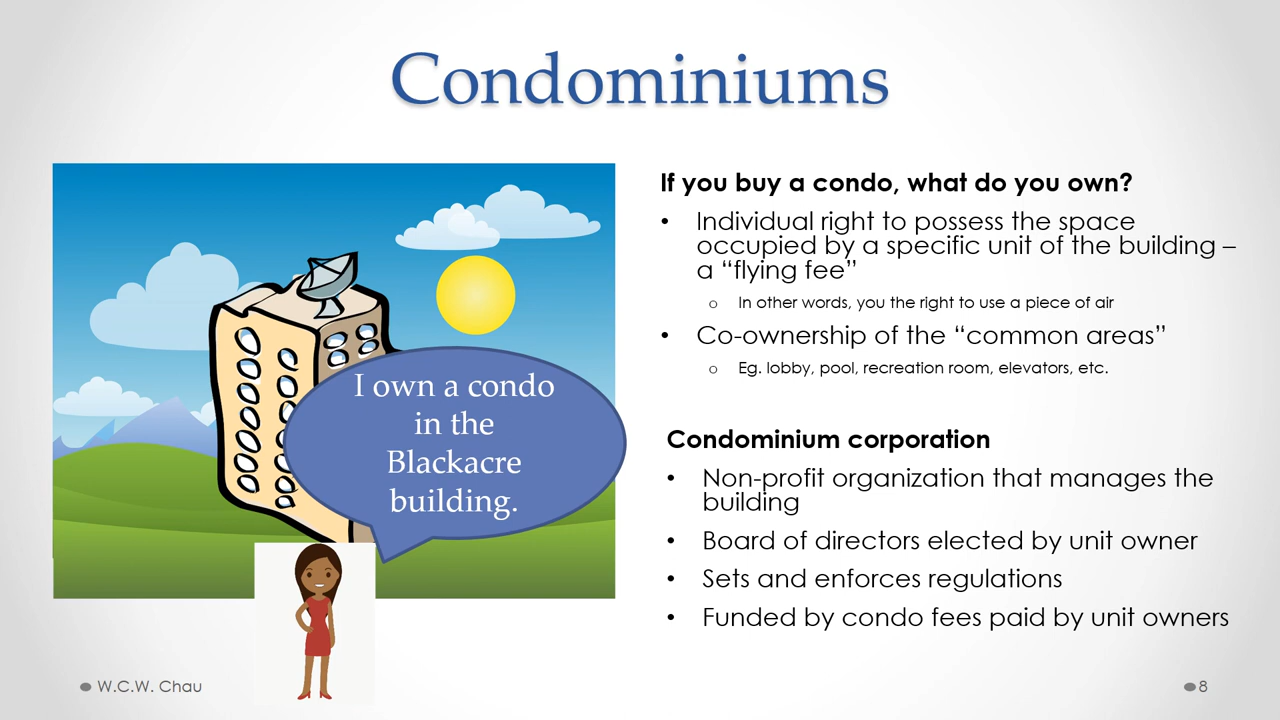 Condominiums
I own a condo
in the
Blackacre
building.
If you buy a condo, what do you own?
• Individual right to possess the space
occupied by a specific unit of the building –
a “flying fee”
o In other words, you the right to use a piece of air
• Co-ownership of the “common areas”
o Eg. lobby, pool, recreation room, elevators, etc.
Condominium corporation
• Non-profit organization that manages the
building
• Board of directors elected by unit owner
• Sets and enforces regulations
• Funded by condo fees paid by unit owners
W.C.W. Chau
8